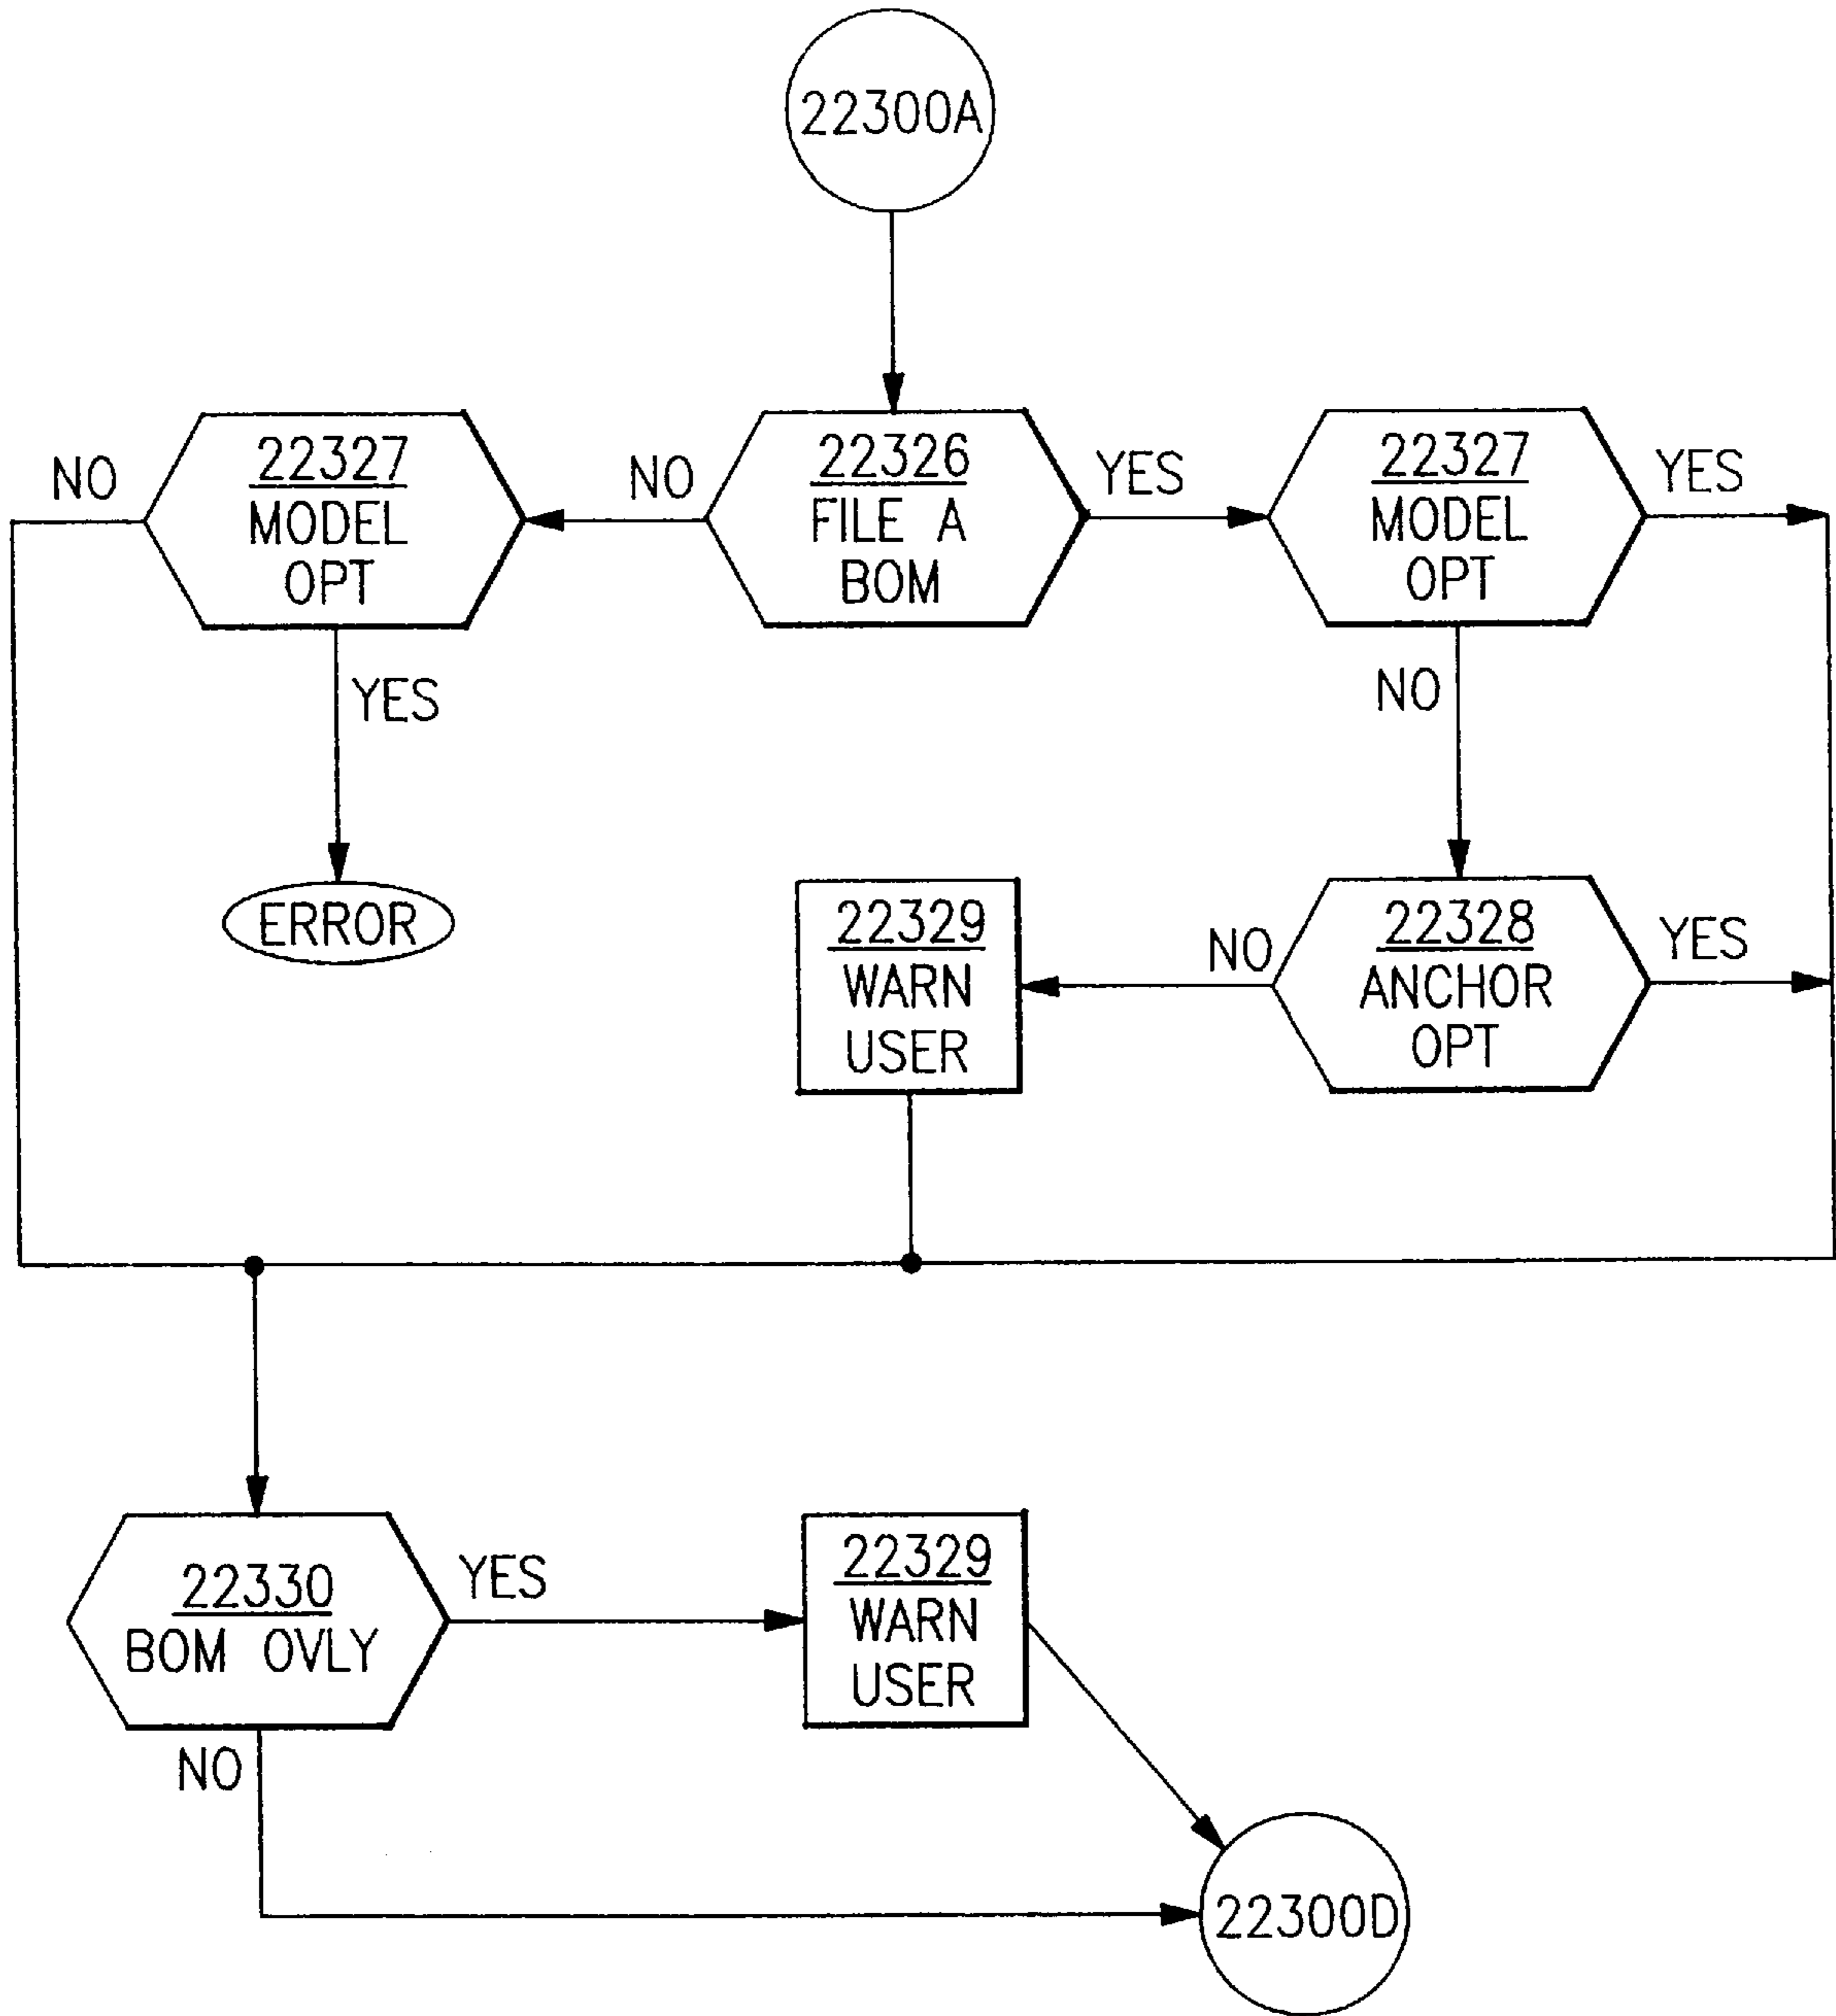 22300A
NO
22327
MODEL
OPT
NO
22326
FILE A
BOM
YES
22327
MODEL
OPT
YES
YES
NO
ERROR
22329
WARN
USER
NO
22328
ANCHOR
OPT
YES
22330
BOM OVLY
YES
22329
WARN
USER
NO
22300D